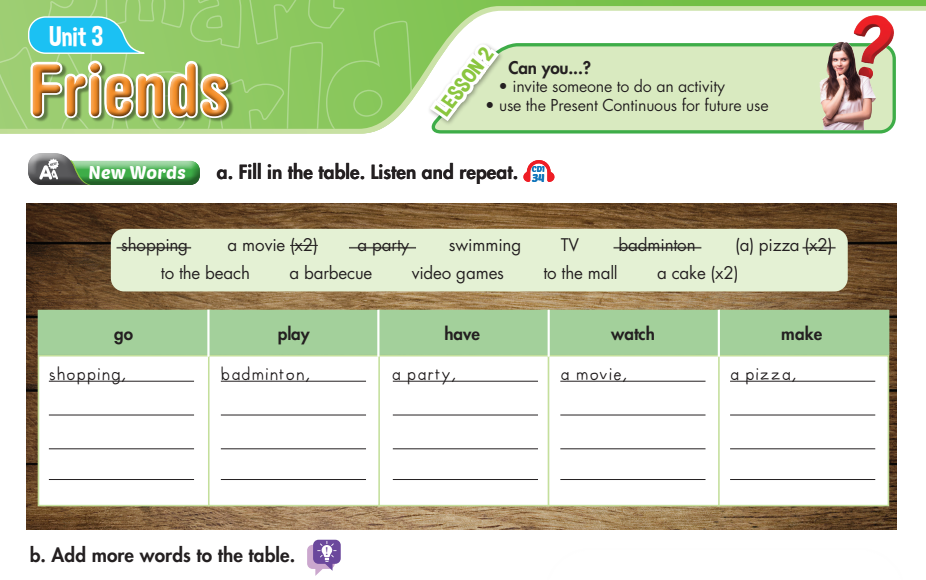 Unit 3
Friends
LESSON 2
Can you...?
• invite someone to do an activity
• use the Present Continuous for future use
New Words
a. Fill in the table. Listen and repeat.
CD1
34
shopping a movie (x2) a party swimming TV badminton (a) pizza (x2)
to the beach a barbecue video games to the mall a cake (x2)
go play have watch make
shopping, badminton, a party, a movie, a pizza,
b. Add more words to the table.